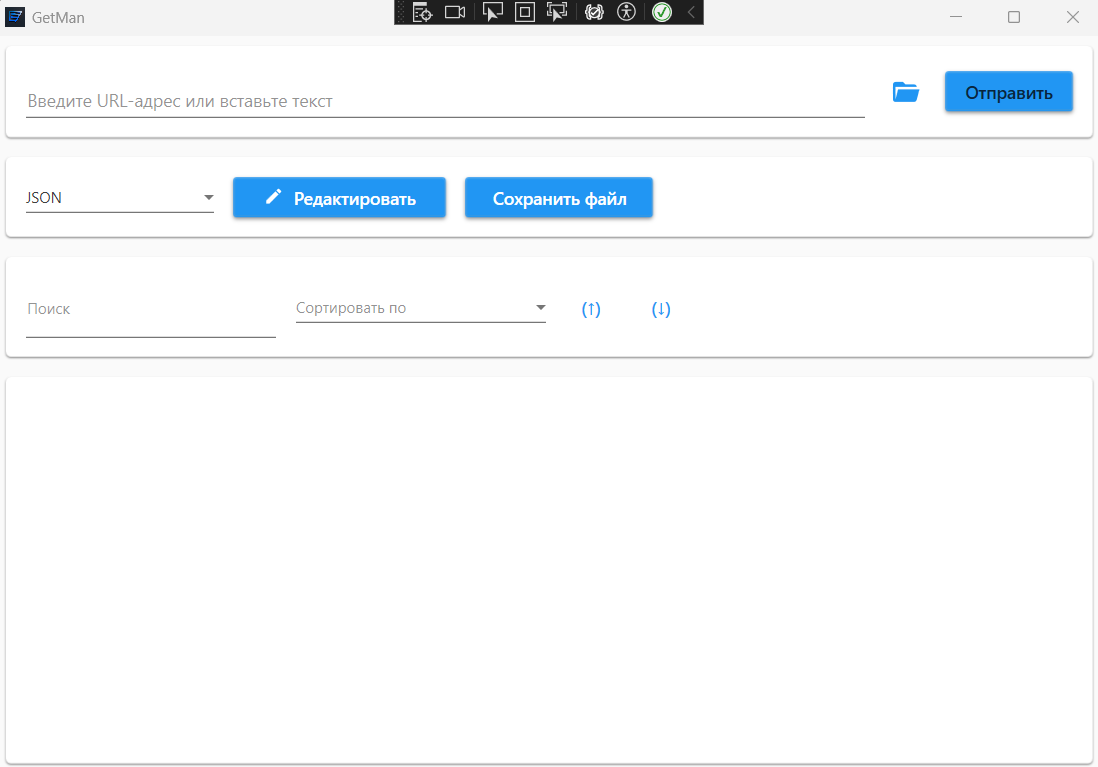 GetMan
Введите URL-адрес или вставьте текст
Отправить
JSON
Редактировать
Сохранить файл
Поиск
Сортировать по
(↑)
(↓)